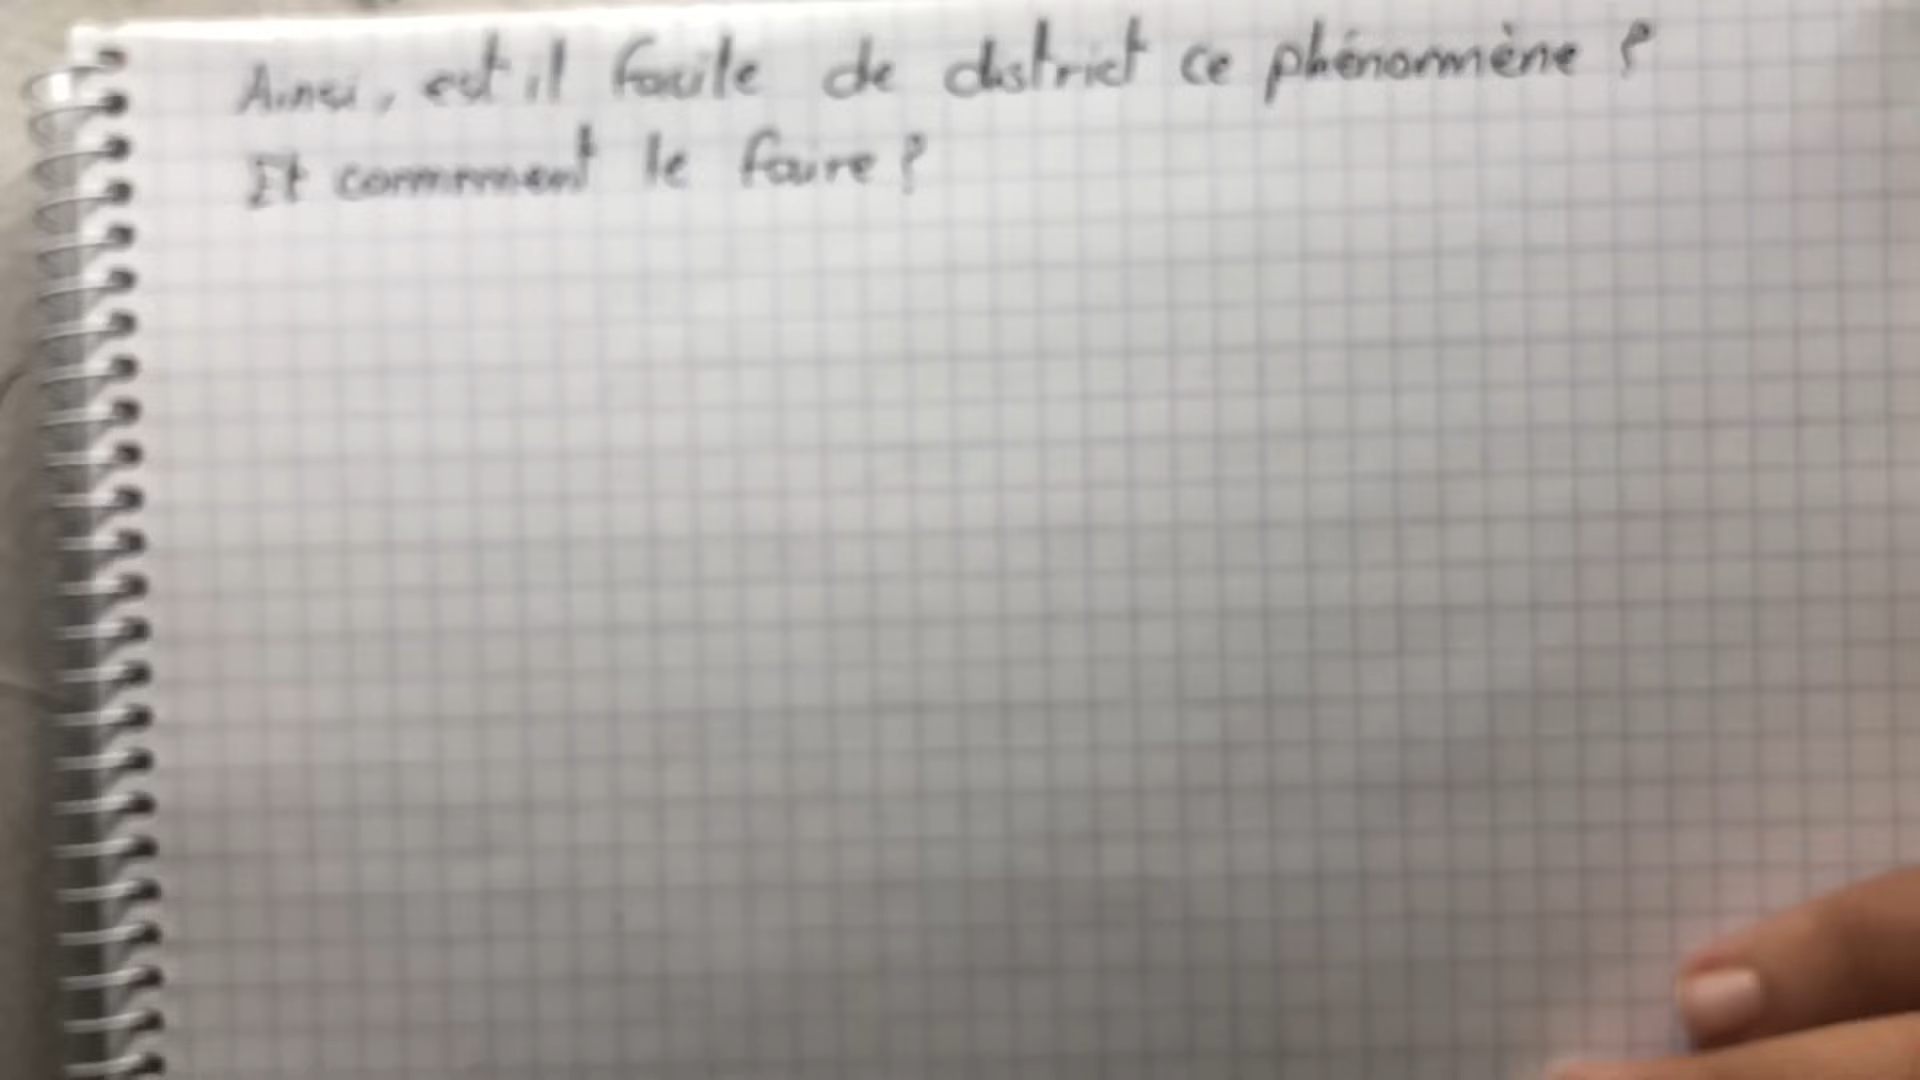 Ainsi, est il facile de district ce phénomène ?
Et comment le faire ?